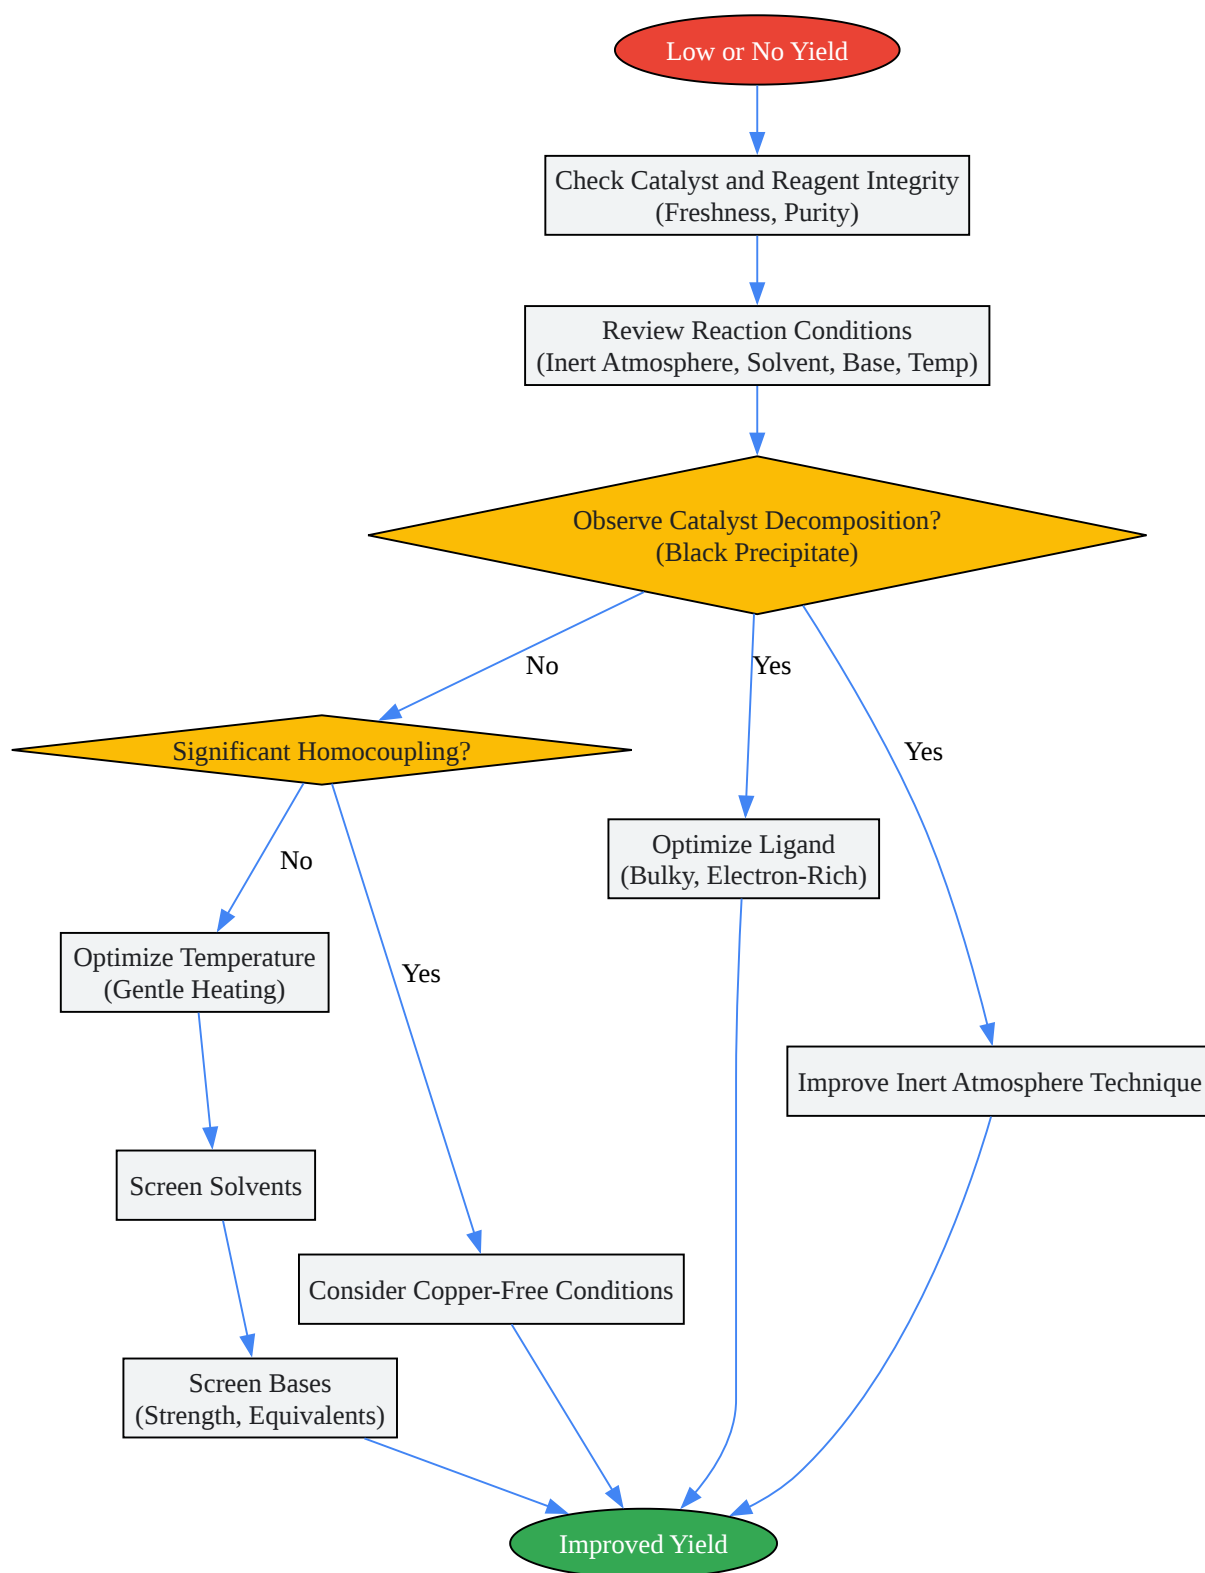 Low or No Yield
Check Catalyst and Reagent Integrity
(Freshness, Purity)
Review Reaction Conditions
(Inert Atmosphere, Solvent, Base, Temp)
Observe Catalyst Decomposition?
(Black Precipitate)
No
Yes
Yes
Significant Homocoupling?
No
Yes
Optimize Ligand
(Bulky, Electron-Rich)
Optimize Temperature
(Gentle Heating)
Improve Inert Atmosphere Technique
Screen Solvents
Consider Copper-Free Conditions
Screen Bases
(Strength, Equivalents)
Improved Yield